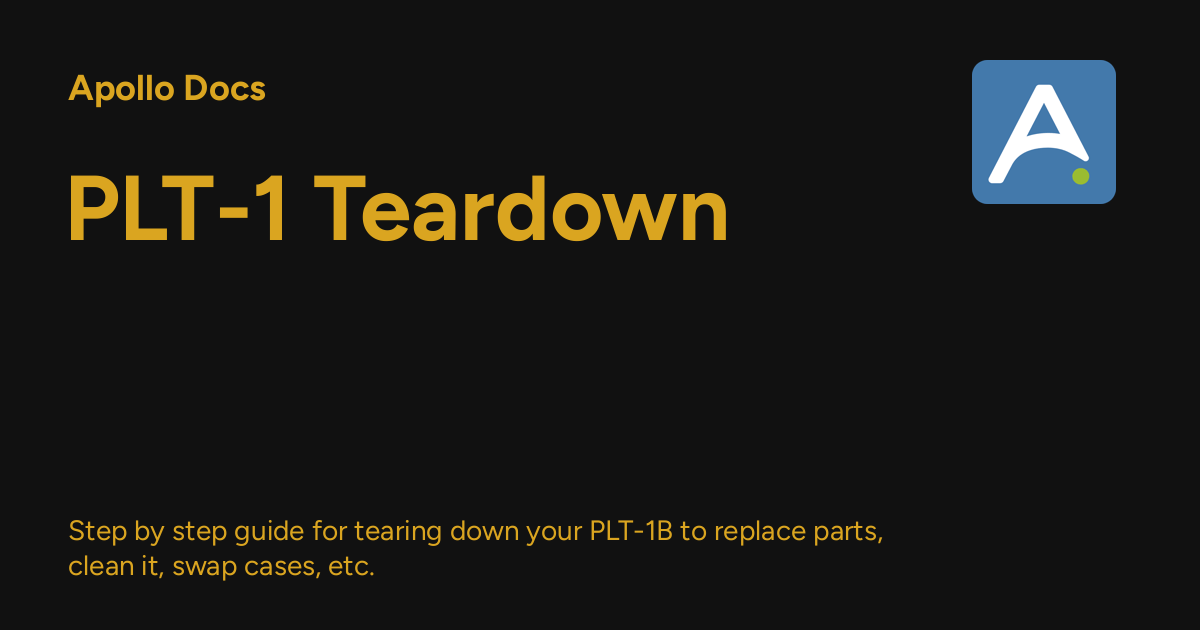 Apollo Docs
PLT-1 Teardown
Step by step guide for tearing down your PLT-1B to replace parts,
clean it, swap cases, etc.